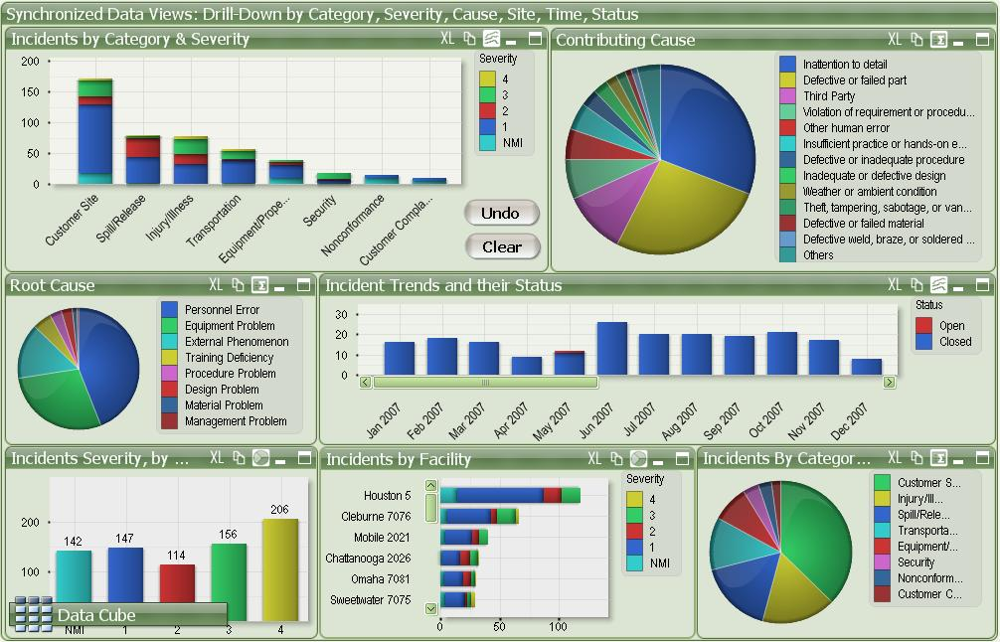 Synchronized Data Views: Drill-Down by Category, Severity, Cause, Site, Time, Status
Incidents by Category & Severity
XL
200
150
100
50
0
Customer Site
Spill/Release
Injury/Illness
Transportation
Equipment/Prope...
Security
Nonconformance
Customer Compla...
Severity
4
3
2
1
NMI
Undo
Clear
Contributing Cause
XL
Inattention to detail
Defective or failed part
Third Party
Violation of requirement or procedu...
Other human error
Insufficient practice or hands-on e...
Defective or inadequate procedure
Inadequate or defective design
Weather or ambient condition
Theft, tampering, sabotage, or van...
Defective or failed material
Defective weld, braze, or soldered ...
Others
Root Cause
XL
Personnel Error
Equipment Problem
External Phenomenon
Training Deficiency
Procedure Problem
Design Problem
Material Problem
Management Problem
Incident Trends and their Status
XL
30
20
10
0
Jan 2007
Feb 2007
Mar 2007
Apr 2007
May 2007
Jun 2007
Jul 2007
Aug 2007
Sep 2007
Oct 2007
Nov 2007
Dec 2007
Status
Open
Closed
Incidents Severity, by ...
XL
200
100
142
147
114
156
206
NMI
1
2
3
4
Data Cube
Incidents by Facility
XL
Houston 5
Cleburne 7076
Mobile 2021
Chattanooga 2026
Omaha 7081
Sweetwater 7075
0
50
100
Severity
4
3
2
1
NMI
Incidents By Categor...
XL
Customer S...
Injury/Ill...
Spill/Rele...
Transporta...
Equipment/...
Security
Nonconform...
Customer C...